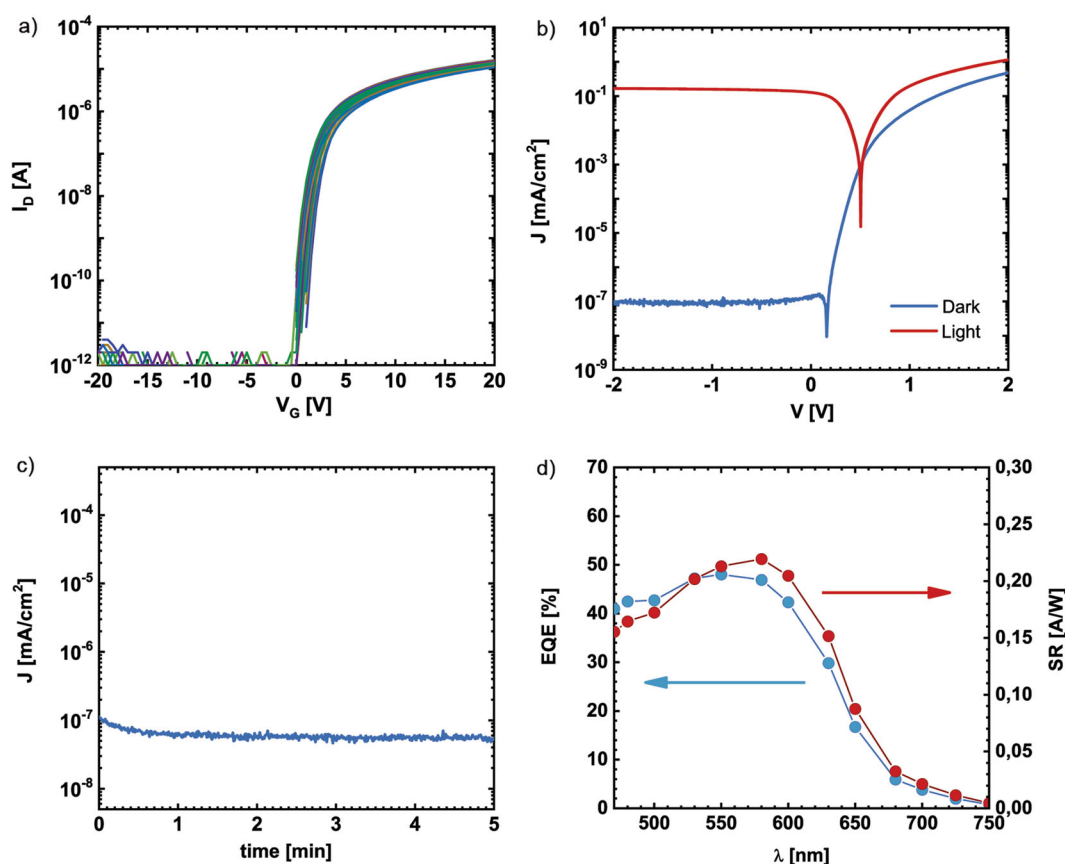 a)
10^-4
10^-6
10^-8
10^-10
10^-12
I_D [A]
-20 -15 -10 -5 0 5 10 15 20
V_G [V]
b)
10^1
10^-1
10^-3
10^-5
10^-7
10^-9
J [mA/cm^2]
Dark
Light
-2 -1 0 1 2
V [V]
c)
10^-4
10^-5
10^-6
10^-7
10^-8
J [mA/cm^2]
0 1 2 3 4 5
time [min]
d)
70
60
50
40
30
20
10
0
EQE [%]
0,30
0,25
0,20
0,15
0,10
0,05
0,00
SR [A/W]
500 550 600 650 700 750
λ [nm]